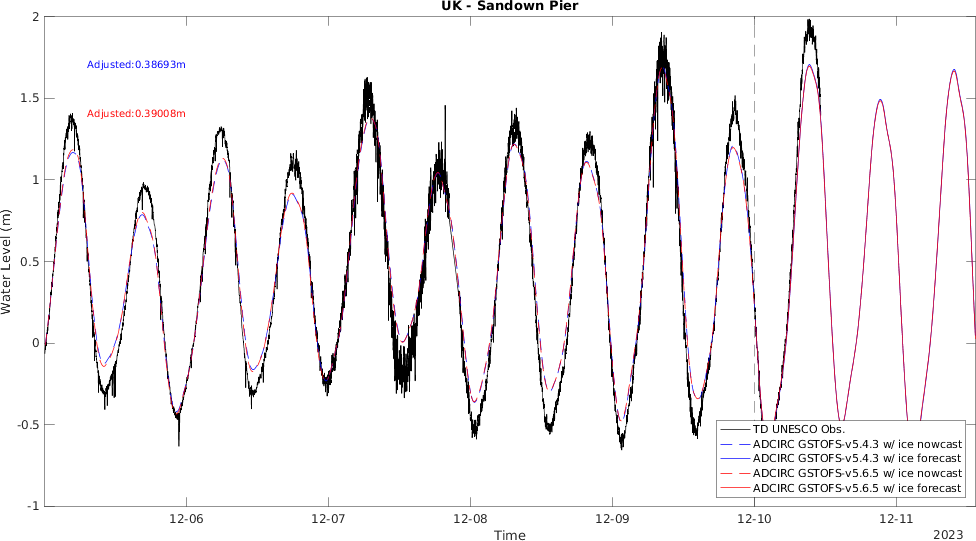 UK - Sandown Pier
2
1.5
1
0.5
0
-0.5
-1
Water Level (m)
Adjusted:0.38693m
Adjusted:0.39008m
TD UNESCO Obs.
ADCIRC GSTOFS-v5.4.3 w/ ice nowcast
ADCIRC GSTOFS-v5.4.3 w/ ice forecast
ADCIRC GSTOFS-v5.6.5 w/ ice nowcast
ADCIRC GSTOFS-v5.6.5 w/ ice forecast
12-06
12-07
12-08
12-09
12-10
12-11
Time
2023